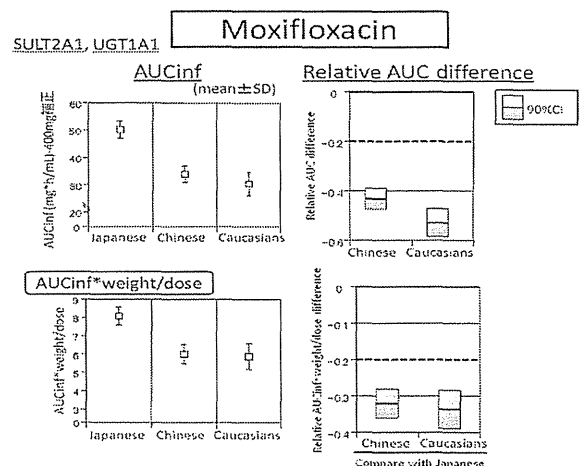 Moxifloxacin
SULT2A1, UGT1A1
AUCinf
(mean±SD)
AUCinf (mg*h/mL)-400mg補正
60
50
40
30
20
0
Japanese Chinese Caucasians
Relative AUC difference
90%CI
Relative AUC difference
0
-0.2
-0.4
-0.6
Chinese Caucasians
AUCinf*weight/dose
AUCinf*weight/dose
9
8
7
6
5
4
3
0
Japanese Chinese Caucasians
Relative AUCinf*weight/dose difference
0
-0.1
-0.2
-0.3
-0.4
Chinese Caucasians
Compare with Japanese